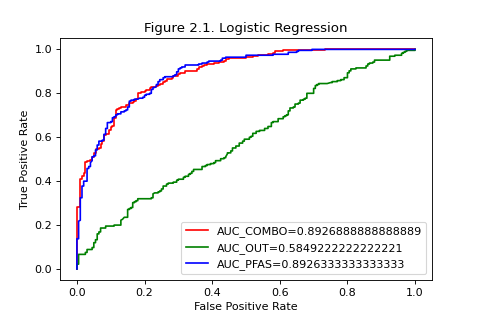 Figure 2.1. Logistic Regression
True Positive Rate
1.0
0.8
0.6
0.4
0.2
0.0
AUC_COMBO=0.8926888888888889
AUC_OUT=0.5849222222222221
AUC_PFAS=0.8926333333333333
0.0 0.2 0.4 0.6 0.8 1.0
False Positive Rate